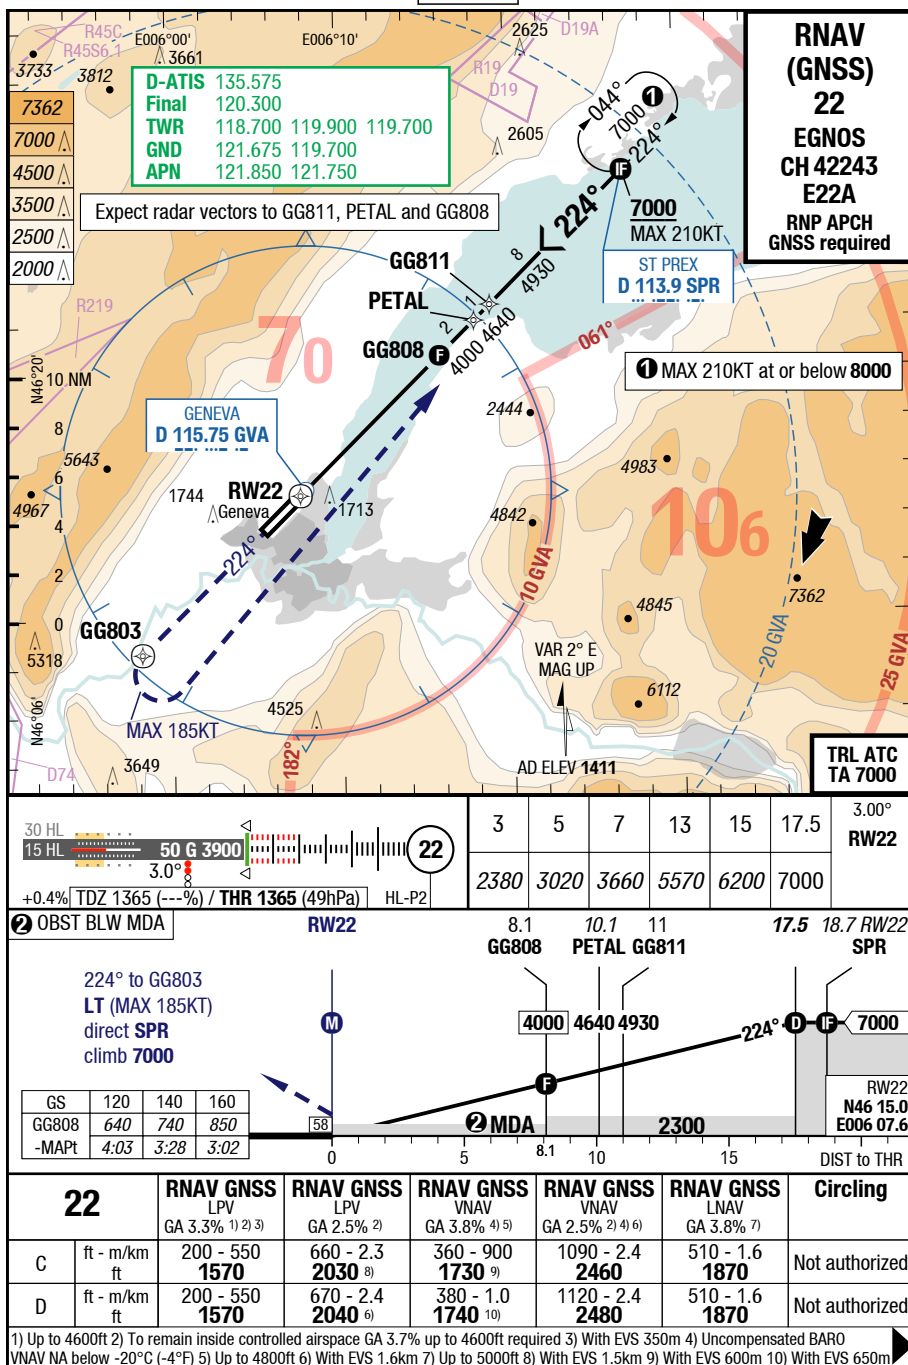 R45C
R45S6.1
E006°00'
E006°10'
2625
D19A
3661
3733
3812
R19
D19
2605
D-ATIS 135.575
Final 120.300
TWR 118.700 119.900 119.700
GND 121.675 119.700
APN 121.850 121.750
7362
7000
4500
3500
2500
2000
Expect radar vectors to GG811, PETAL and GG808
044°
7000
1
224°
IF
224°
7000
MAX 210KT
ST PREX
D 113.9 SPR
RNAV
(GNSS)
22
EGNOS
CH 42243
E22A
RNP APCH
GNSS required
GG811
PETAL
8
4930
1
4640
2
4000
GG808
F
R219
70
061°
1 MAX 210KT at or below 8000
N46°20'
10 NM
8
6
4
2
0
N46°06'
GENEVA
D 115.75 GVA
5643
4967
1744
RW22
Geneva
1713
2444
4983
4842
106
7362
4845
6112
224°
GG803
5318
MAX 185KT
4525
3649
D74
182°
10 GVA
20 GVA
25 GVA
VAR 2° E
MAG UP
AD ELEV 1411
TRL ATC
TA 7000
30 HL
15 HL
50 G 3900
22
3.0°
+0.4% TDZ 1365 (---%) / THR 1365 (49hPa) HL-P2
3 5 7 13 15 17.5 3.00°
RW22
2380 3020 3660 5570 6200 7000
2 OBST BLW MDA
RW22
8.1 10.1 11 17.5 18.7 RW22
GG808 PETAL GG811 SPR
224° to GG803
LT (MAX 185KT)
direct SPR
climb 7000
M
4000 4640 4930 224° D IF 7000
F
GS 120 140 160
GG808 640 740 850
-MAPt 4:03 3:28 3:02
58
2 MDA
2300
RW22
N46 15.0
E006 07.6
0 5 8.1 10 15 DIST to THR
22
RNAV GNSS RNAV GNSS RNAV GNSS RNAV GNSS RNAV GNSS Circling
LPV LPV VNAV VNAV LNAV
GA 3.3% 1) 2) 3) GA 2.5% 2) GA 3.8% 4) 5) GA 2.5% 2) 4) 6) GA 3.8% 7)
C ft - m/km 200 - 550 660 - 2.3 360 - 900 1090 - 2.4 510 - 1.6 Not authorized
ft 1570 2030 8) 1730 9) 2460 1870
D ft - m/km 200 - 550 670 - 2.4 380 - 1.0 1120 - 2.4 510 - 1.6 Not authorized
ft 1570 2040 6) 1740 10) 2480 1870
1) Up to 4600ft 2) To remain inside controlled airspace GA 3.7% up to 4600ft required 3) With EVS 350m 4) Uncompensated BARO
VNAV NA below -20°C (-4°F) 5) Up to 4800ft 6) With EVS 1.6km 7) Up to 5000ft 8) With EVS 1.5km 9) With EVS 600m 10) With EVS 650m